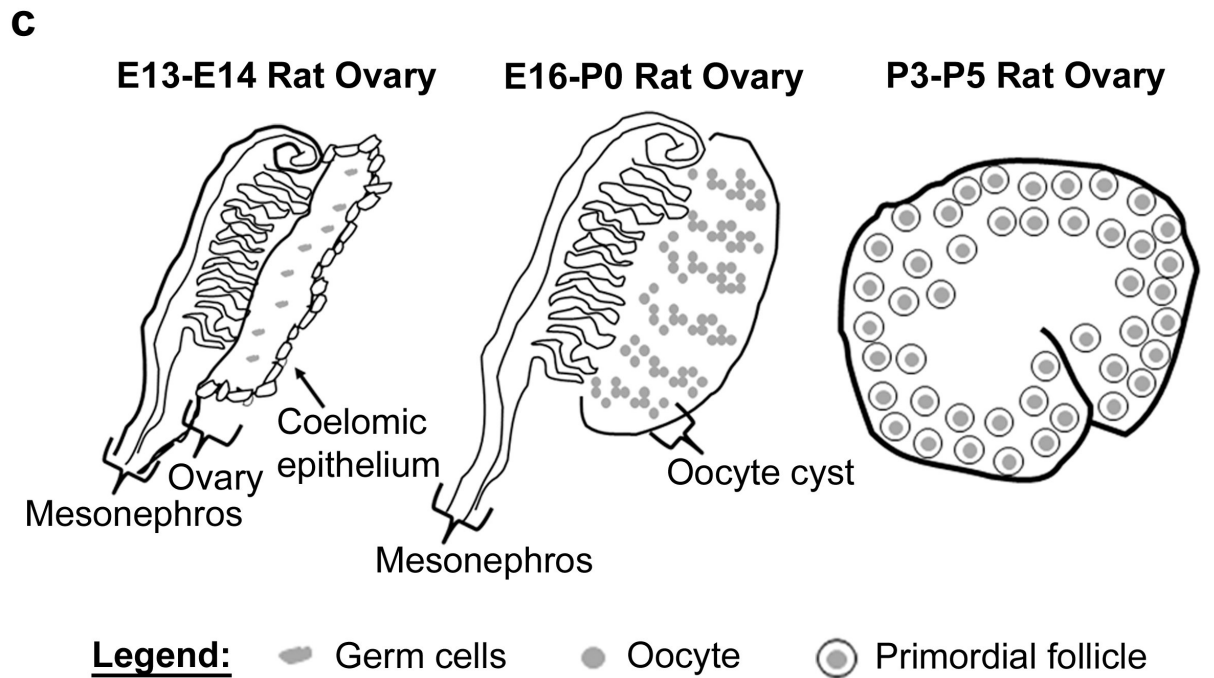 c
E13-E14 Rat Ovary
E16-P0 Rat Ovary
P3-P5 Rat Ovary
Coelomic
epithelium
Ovary
Mesonephros
Oocyte cyst
Mesonephros
Legend:
Germ cells
Oocyte
Primordial follicle